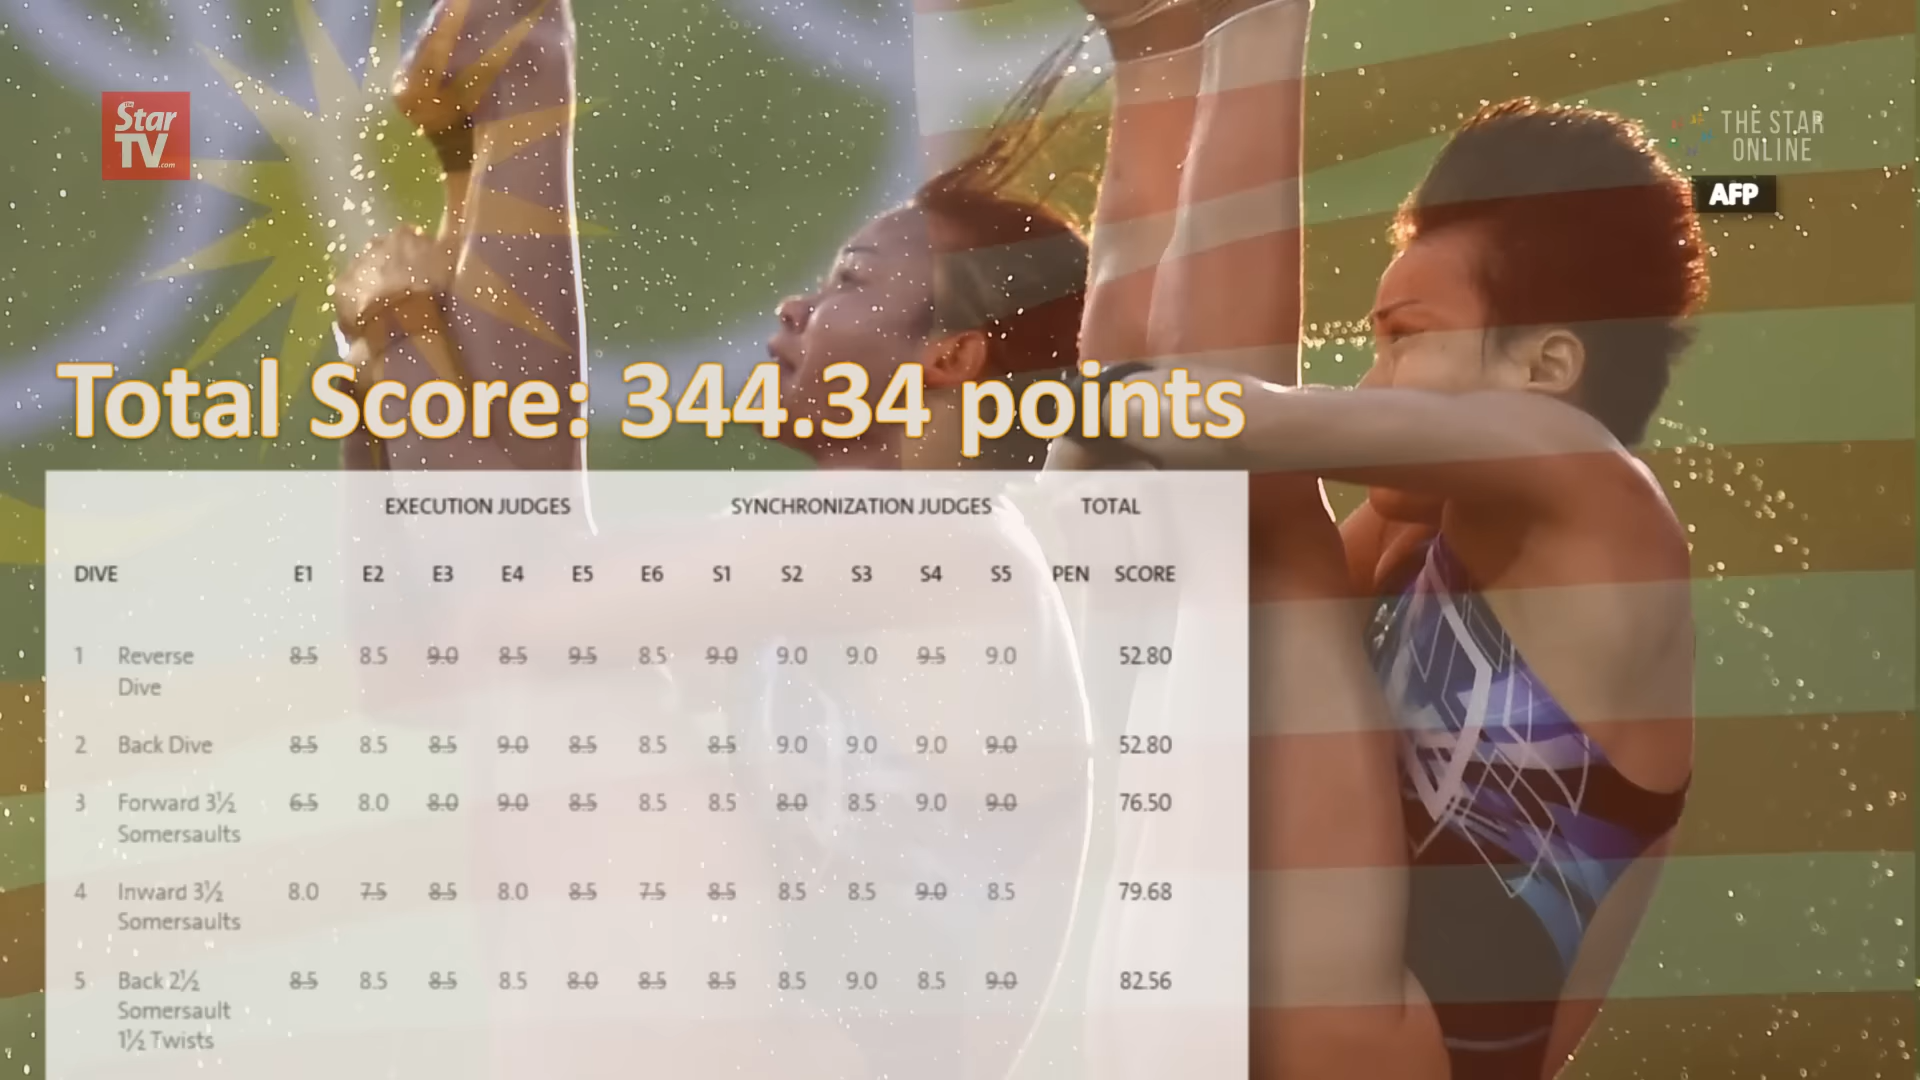 The Star
TV.com
THE STAR
ONLINE
AFP
Total Score: 344.34 points
EXECUTION JUDGES SYNCHRONIZATION JUDGES TOTAL
DIVE E1 E2 E3 E4 E5 E6 S1 S2 S3 S4 S5 PEN SCORE
1 Reverse 8.5 8.5 9.0 8.5 9.5 8.5 9.0 9.0 9.0 9.5 9.0 52.80
Dive
2 Back Dive 8.5 8.5 8.5 9.0 8.5 8.5 8.5 9.0 9.0 9.0 9.0 52.80
3 Forward 3½ 6.5 8.0 8.0 9.0 8.5 8.5 8.5 8.0 8.5 9.0 9.0 76.50
Somersaults
4 Inward 3½ 8.0 7.5 8.5 8.0 8.5 7.5 8.5 8.5 8.5 9.0 8.5 79.68
Somersaults
5 Back 2½ 8.5 8.5 8.5 8.5 8.0 8.5 8.5 8.5 9.0 8.5 9.0 82.56
Somersault
1½ Twists